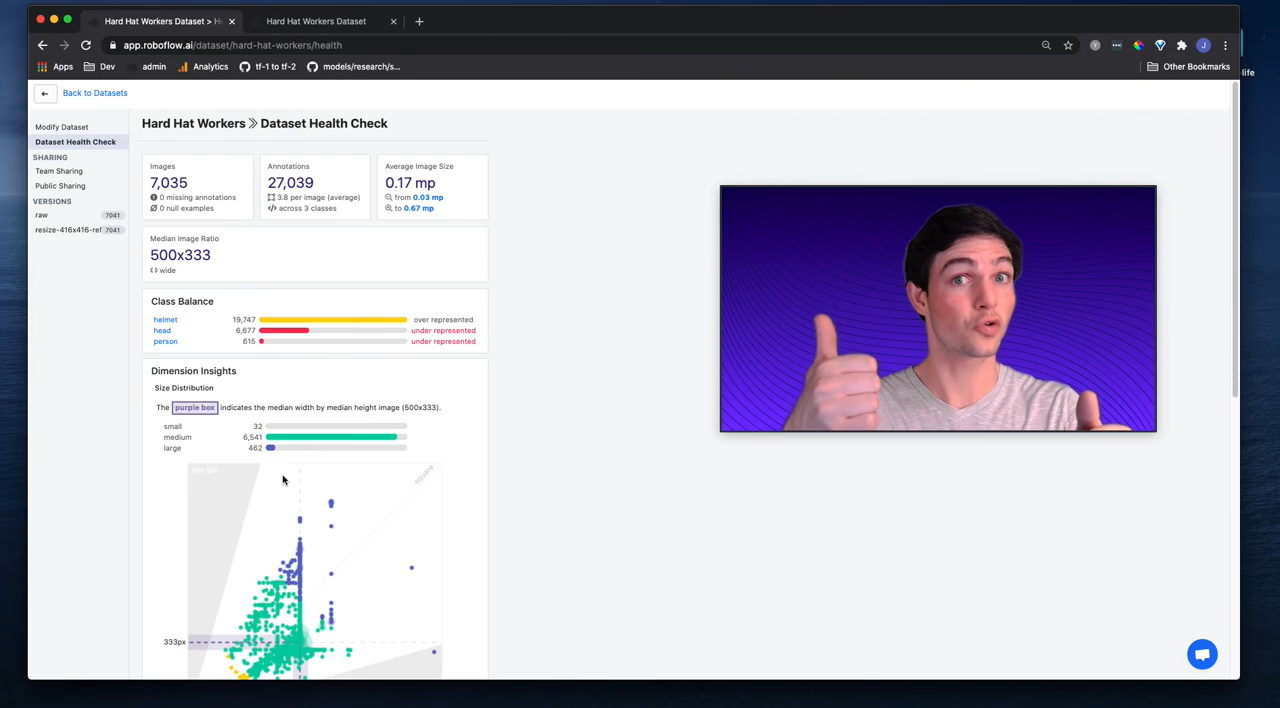 Hard Hat Workers Dataset > He
Hard Hat Workers Dataset
app.roboflow.ai/dataset/hard-hat-workers/health
J
Apps
Dev
admin
Analytics
tf-1 to tf-2
models/research/s...
Other Bookmarks
-life
Back to Datasets
Modify Dataset
Dataset Health Check
SHARING
Team Sharing
Public Sharing
VERSIONS
raw 7041
resize-416x416-ref 7041
Hard Hat Workers >> Dataset Health Check
Images
7,035
0 missing annotations
0 null examples
Annotations
27,039
3.8 per image (average)
across 3 classes
Average Image Size
0.17 mp
from 0.03 mp
to 0.67 mp
Median Image Ratio
500x333
wide
Class Balance
helmet 19,747 over represented
head 6,677 under represented
person 615 under represented
Dimension Insights
Size Distribution
The purple box indicates the median width by median height image (500x333).
small 32
medium 6,541
large 462
square
333px